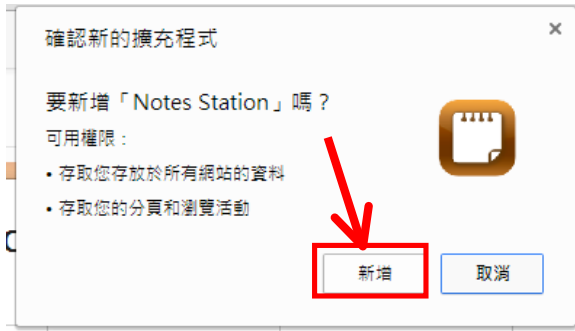 確認新的擴充程式
要新增「Notes Station」嗎？
可用權限：
• 存取您存放於所有網站的資料
• 存取您的分頁和瀏覽活動
新增
取消